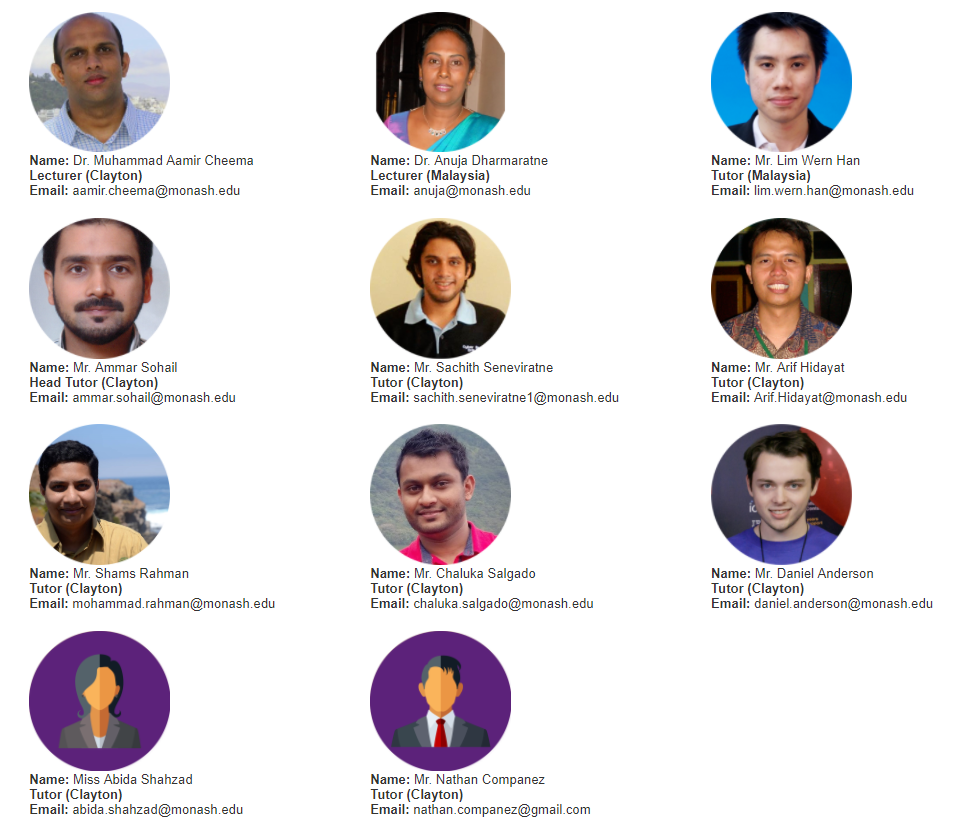 Name: Dr. Muhammad Aamir Cheema
Lecturer (Clayton)
Email: aamir.cheema@monash.edu
Name: Dr. Anuja Dharmaratne
Lecturer (Malaysia)
Email: anuja@monash.edu
Name: Mr. Lim Wern Han
Tutor (Malaysia)
Email: lim.wern.han@monash.edu
Name: Mr. Ammar Sohail
Head Tutor (Clayton)
Email: ammar.sohail@monash.edu
Name: Mr. Sachith Seneviratne
Tutor (Clayton)
Email: sachith.seneviratne1@monash.edu
Name: Mr. Arif Hidayat
Tutor (Clayton)
Email: Arif.Hidayat@monash.edu
Name: Mr. Shams Rahman
Tutor (Clayton)
Email: mohammad.rahman@monash.edu
Name: Mr. Chaluka Salgado
Tutor (Clayton)
Email: chaluka.salgado@monash.edu
Name: Mr. Daniel Anderson
Tutor (Clayton)
Email: daniel.anderson@monash.edu
Name: Miss Abida Shahzad
Tutor (Clayton)
Email: abida.shahzad@monash.edu
Name: Mr. Nathan Companez
Tutor (Clayton)
Email: nathan.companez@gmail.com